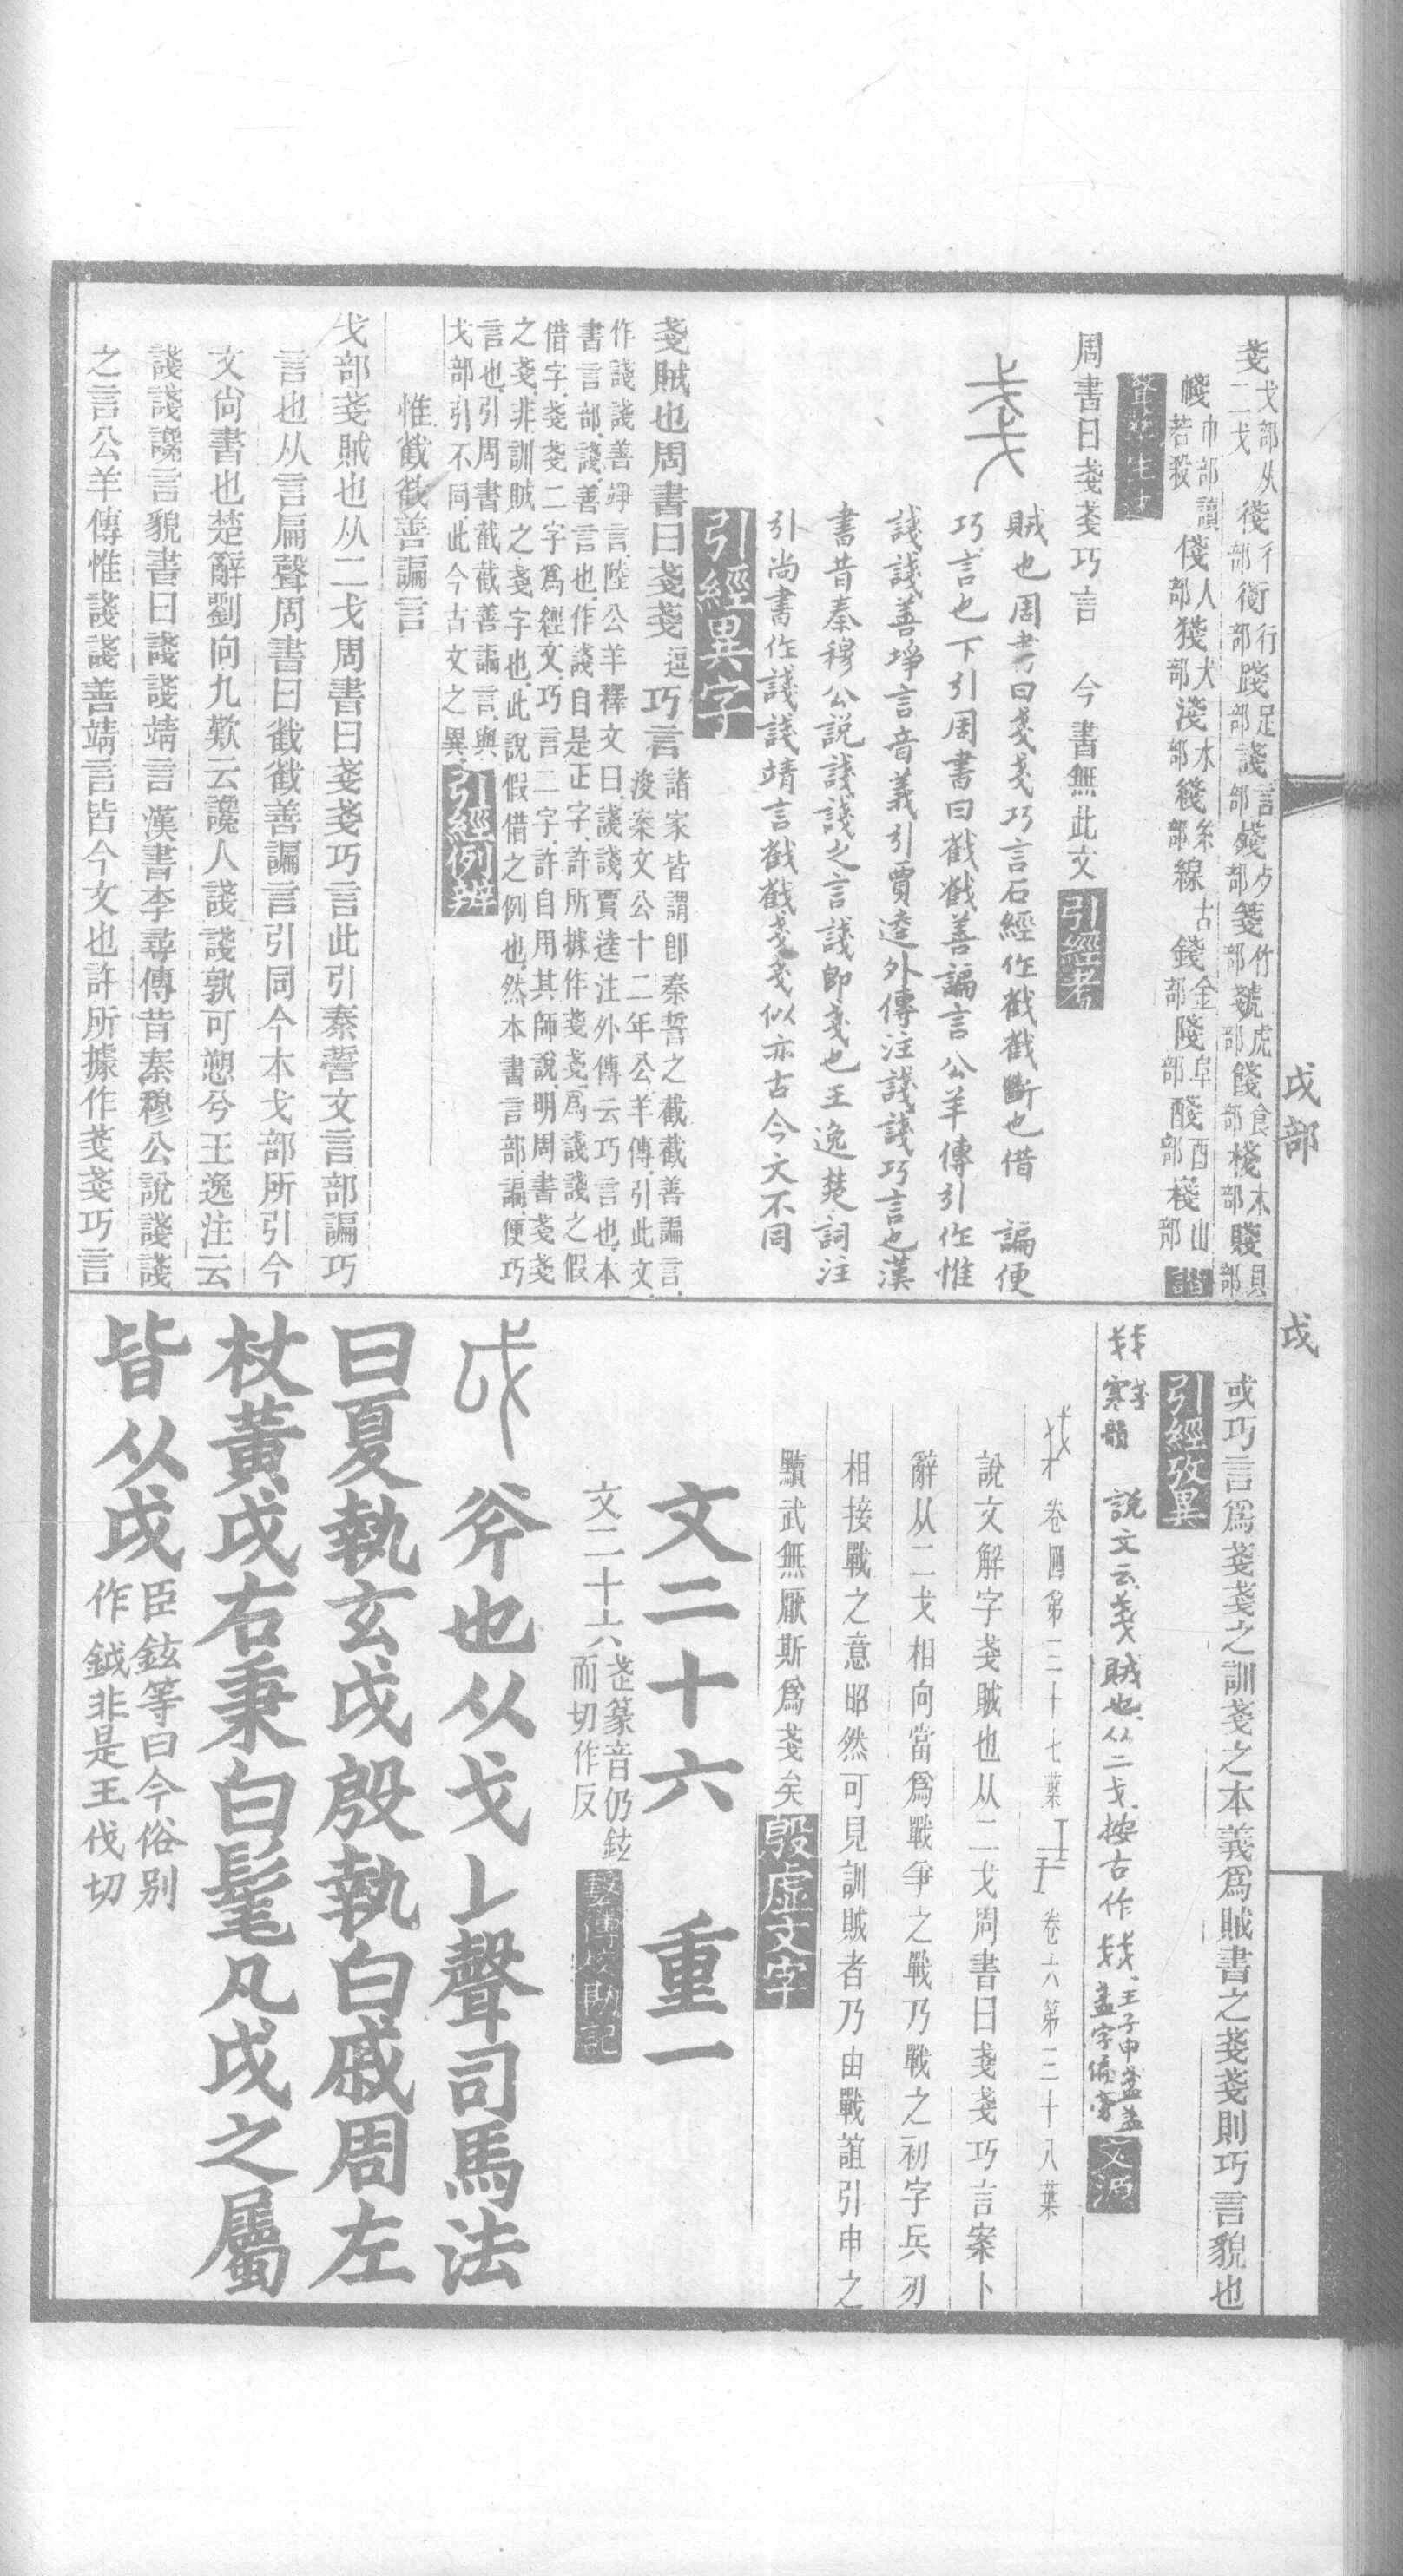 戔戈部从二戈 後行部 衡行部 踐足部 諓言部 殘歺部 箋竹部 虥虎部 餞食部 棧木部 賤貝部
帴巾部讀若殺 俴人部 猨犬部 淺水部 綫糸部 線古 錢金部 隓阜部 醆酉部 嶘山部 諧
聲
周書曰戔戔巧言　今書無此文 引經考
賊也周書曰戔戔巧言石經作截截斷也借　諞便
巧言也下引周書曰截截善諞言公羊傳引作惟
諓諓善竫言音義引賈逵外傳注諓諓巧言也漢
書昔秦穆公說諓諓之言諓即戔也王逸楚詞注
引尚書作諓諓靖言截截戔戔似亦古今文不同
引經異字
戔賊也周書曰戔戔逗巧言諸家皆謂卽秦誓之截截善諞言、
浚案文公十二年公羊傳、引此文、
作諓諓善竫言、陸公羊釋文曰、諓諓賈逵注外傳云巧言也、本
書言部、諓、善言也、作諓自是正字、許所據作戔戔、爲諓諓之假
借字、戔戔二字爲經文、巧言二字、許自用其師說、明周書戔戔
之戔、非訓賊之戔字也、此說假借之例也、然本書言部、諞、便巧
言也、引周書截截善諞言、與
戈部引不同、此今古文之異、引經例辨
惟截截善諞言
戈部戔賊也从二戈周書曰戔戔巧言此引秦誓文言部諞巧
言也从言扁聲周書曰截截善諞言引同今本戈部所引今
文尙書也楚辭劉向九歎云讒人諓諓孰可愬兮王逸注云
諓諓讒言貌書曰諓諓靖言漢書李尋傳昔秦穆公說諓諓
之言公羊傳惟諓諓善竫言皆今文也許所據作戔戔巧言
戉部　戉
或巧言爲戔戔之訓戔之本義爲賊書之戔戔則巧言貌也
引經攷異
戔寒韻　說文云、戔賊也、从二戈、按古作、王子申盞盂盞字偏旁文源
卷四第三十七葉　卷六第三十八葉
說文解字戔賊也从二戈周書曰戔戔巧言案卜
辭从二戈相向當爲戰爭之戰乃戰之初字兵刃
相接戰之意昭然可見訓賊者乃由戰誼引申之
黷武無厭斯爲戔矣殷虛文字
文二十六　重一
文二十六　篆音仍鉉而切作反　斠勘記
戉 斧也从戈𠄌聲司馬法
曰夏執玄戉殷執白戚周左
杖黃戉右秉白髦凡戉之屬
皆从戉臣鉉等曰今俗别作鉞非是王伐切